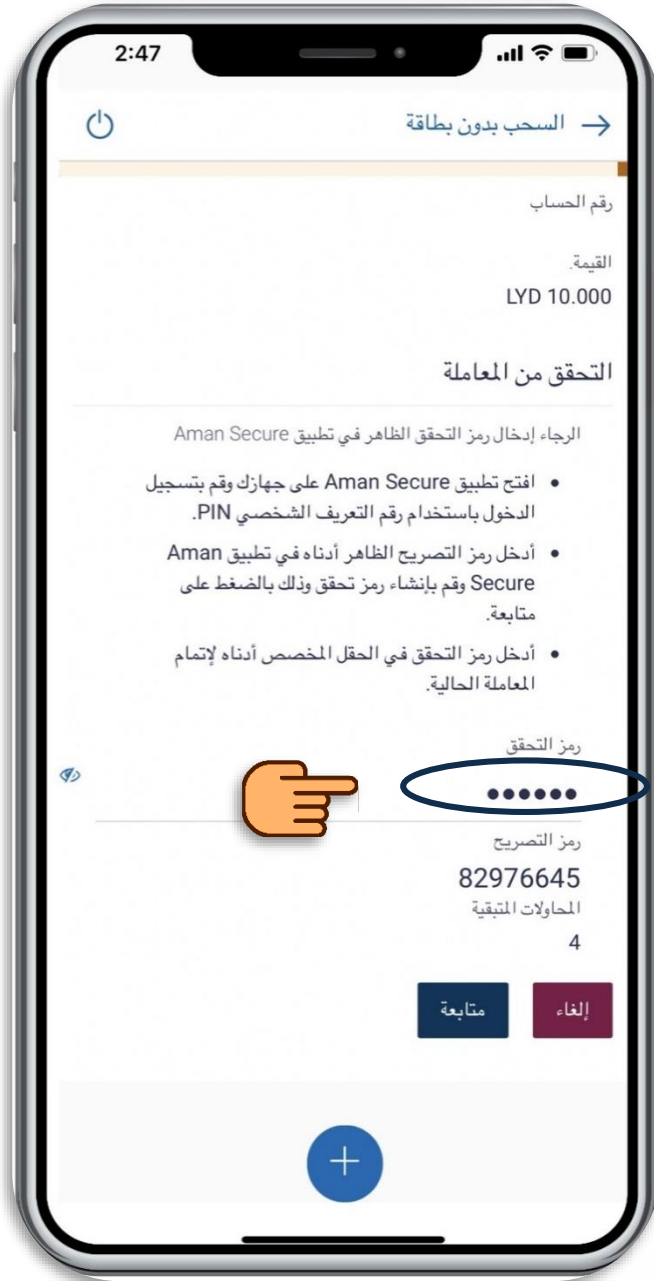 2:47
السحب بدون بطاقة
رقم الحساب
القيمة.
LYD 10.000
التحقق من المعاملة
الرجاء إدخال رمز التحقق الظاهر في تطبيق Aman Secure
• افتح تطبيق Aman Secure على جهازك وقم بتسجيل
الدخول باستخدام رقم التعريف الشخصي PIN.
• أدخل رمز التصريح الظاهر أدناه في تطبيق Aman
Secure وقم بإنشاء رمز تحقق وذلك بالضغط على
متابعة.
• أدخل رمز التحقق في الحقل المخصص أدناه لإتمام
المعاملة الحالية.
رمز التحقق
••••••
رمز التصريح
82976645
المحاولات المتبقية
4
إلغاء متابعة